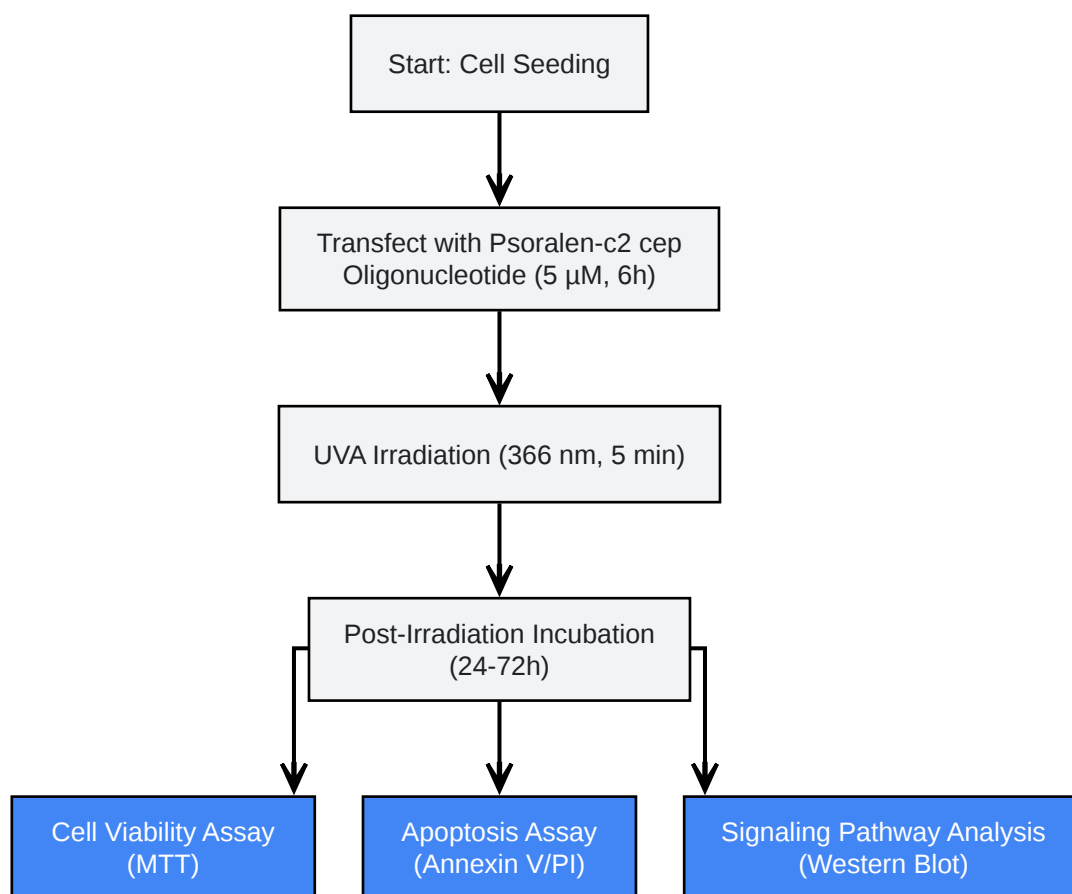 Start: Cell Seeding
Transfect with Psoralen-c2 cep
Oligonucleotide (5 µM, 6h)
UVA Irradiation (366 nm, 5 min)
Post-Irradiation Incubation
(24-72h)
Cell Viability Assay
(MTT)
Apoptosis Assay
(Annexin V/PI)
Signaling Pathway Analysis
(Western Blot)